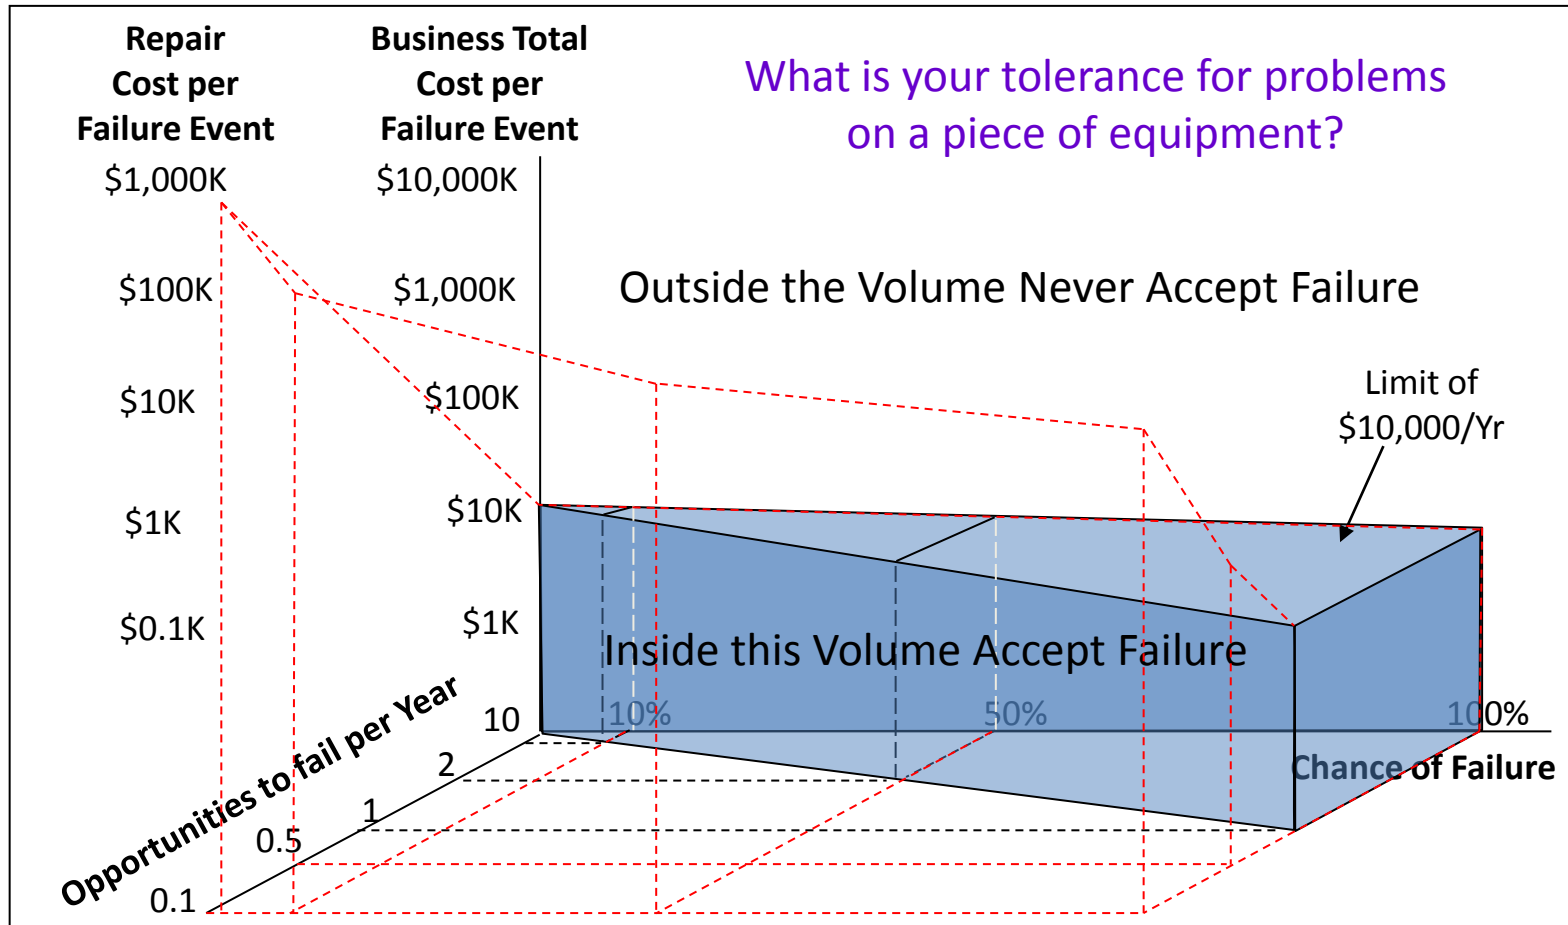 Repair
Cost per
Failure Event
Business Total
Cost per
Failure Event
What is your tolerance for problems
on a piece of equipment?
$1,000K
$10,000K
$100K
$1,000K
Outside the Volume Never Accept Failure
$10K
$100K
Limit of
$10,000/Yr
$1K
$10K
$0.1K
$1K
Inside this Volume Accept Failure
10
10%
50%
100%
2
Chance of Failure
1
0.5
0.1
Opportunities to fail per Year